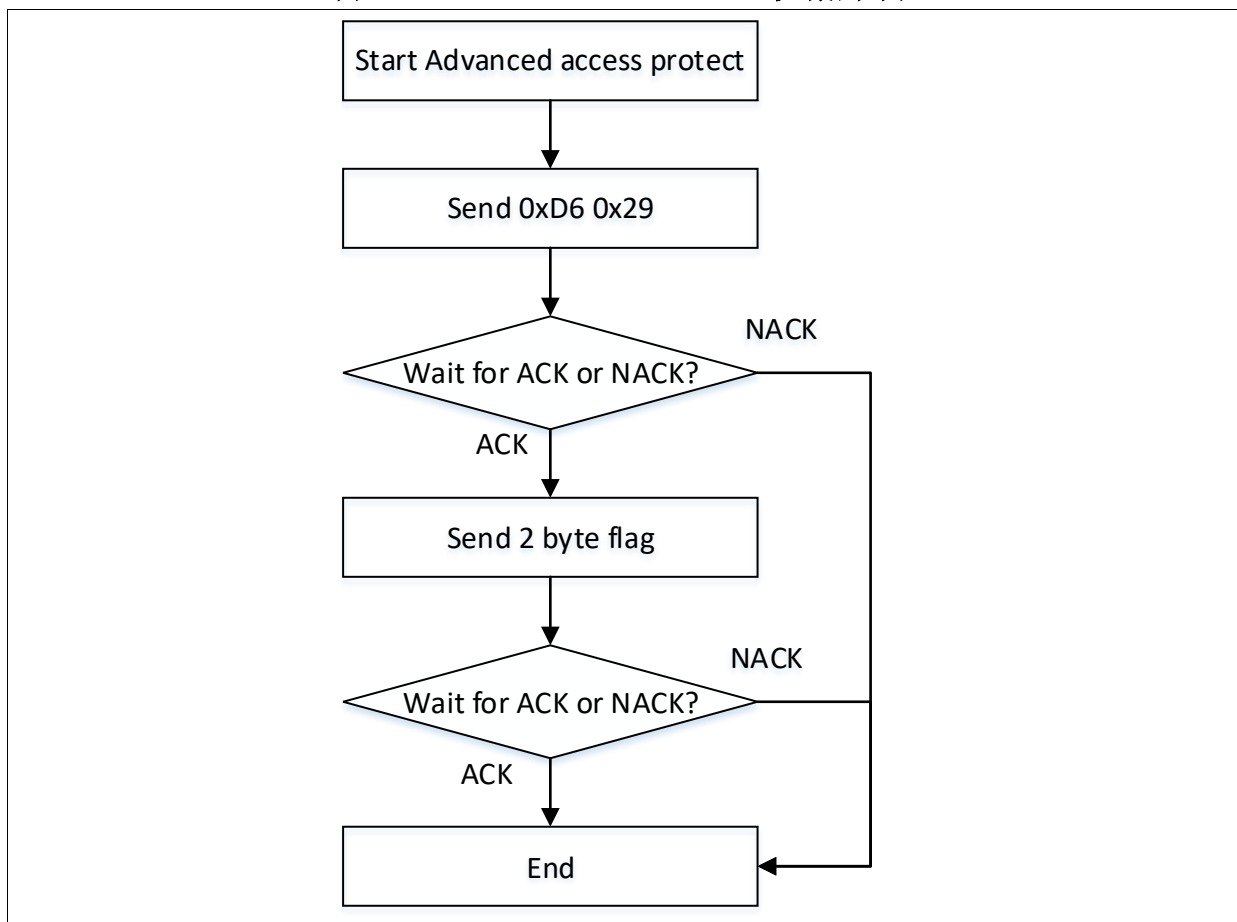 Start Advanced access protect
Send 0xD6 0x29
NACK
Wait for ACK or NACK?
ACK
Send 2 byte flag
NACK
Wait for ACK or NACK?
ACK
End